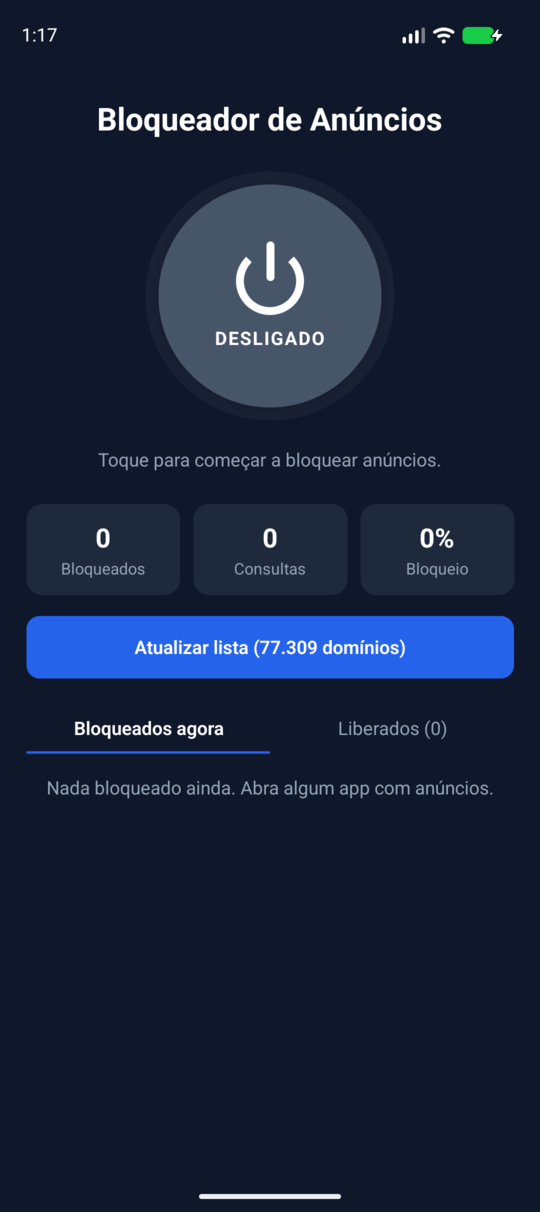 1:17
Bloqueador de Anúncios
DESLIGADO
Toque para começar a bloquear anúncios.
0
Bloqueados
0
Consultas
0%
Bloqueio
Atualizar lista (77.309 domínios)
Bloqueados agora
Liberados (0)
Nada bloqueado ainda. Abra algum app com anúncios.